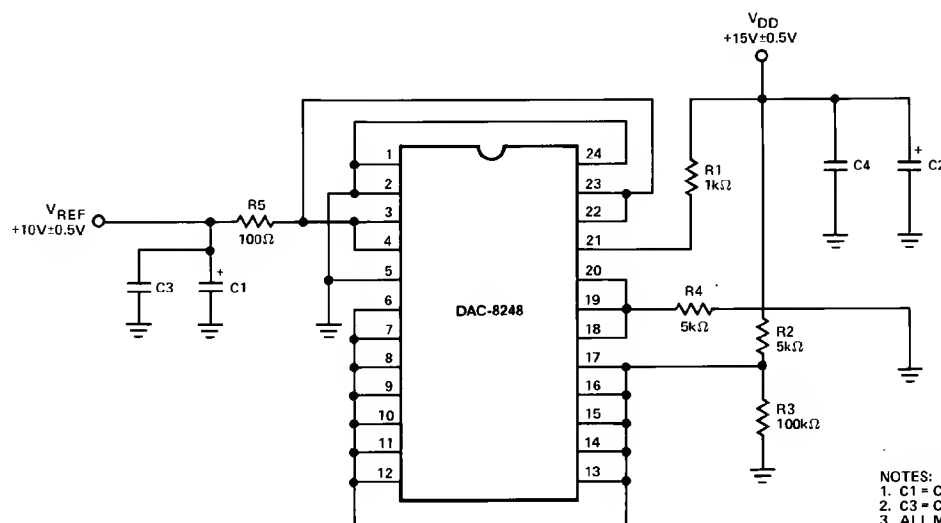 VDD
+15V±0.5V
VREF
+10V±0.5V
R5
100Ω
C3
C1
+
1
2
3
4
5
6
7
8
9
10
11
12
DAC-8248
24
23
22
21
20
19
18
17
16
15
14
13
R1
1kΩ
C4
+
C2
R4
5kΩ
R2
5kΩ
R3
100kΩ
NOTES:
1. C1 = C
2. C3 = C
3. ALL M